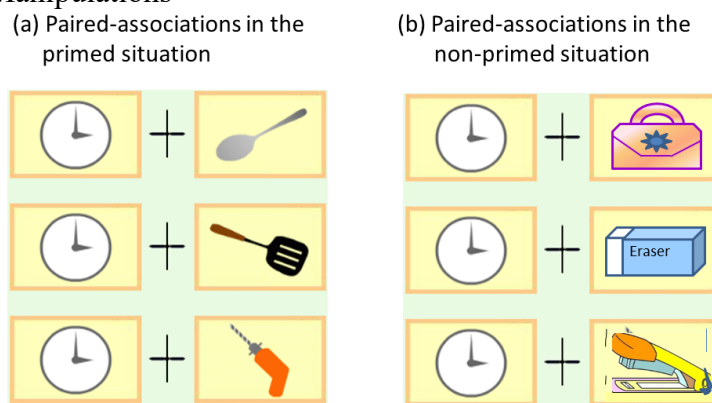 (a) Paired-associations in the
primed situation
(b) Paired-associations in the
non-primed situation
Eraser